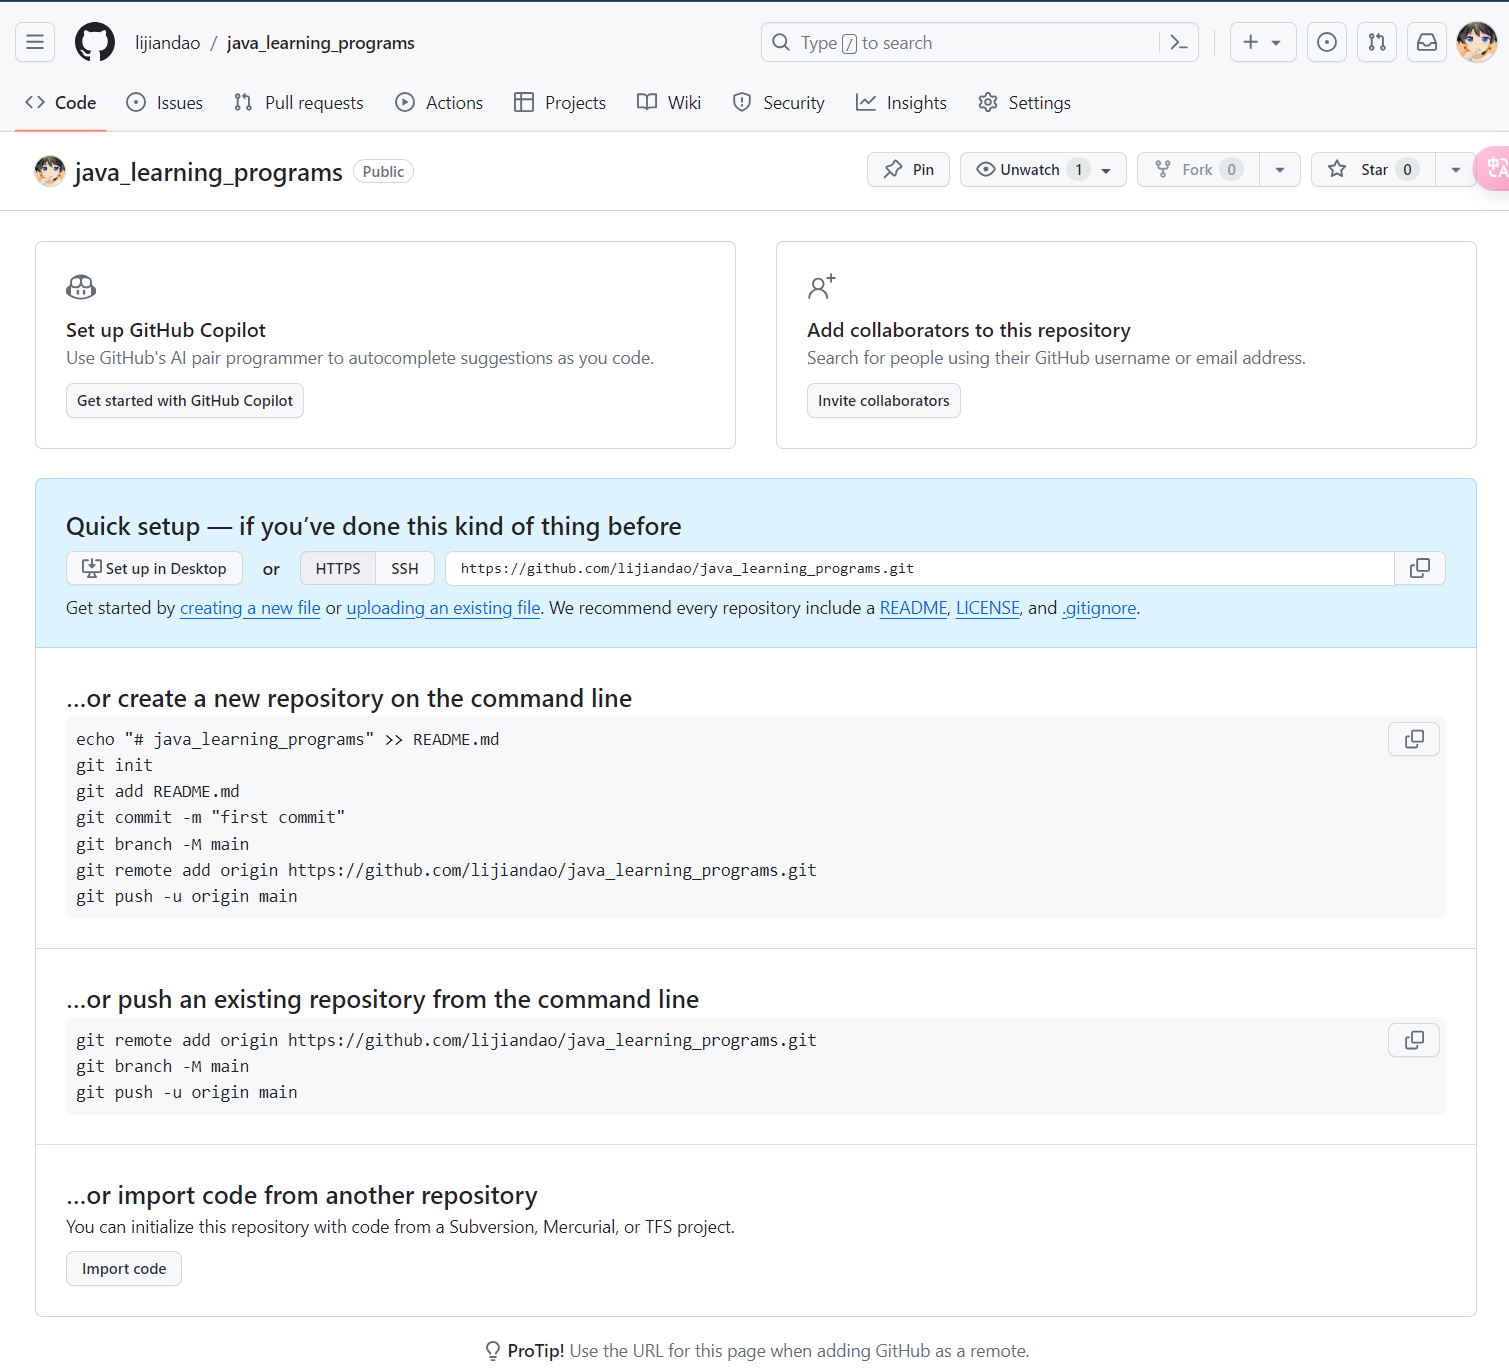 lijiandao / java_learning_programs
Type / to search
Code Issues Pull requests Actions Projects Wiki Security Insights Settings
java_learning_programs Public
Pin Unwatch 1 Fork 0 Star 0
Set up GitHub Copilot
Use GitHub's AI pair programmer to autocomplete suggestions as you code.
Get started with GitHub Copilot
Add collaborators to this repository
Search for people using their GitHub username or email address.
Invite collaborators
Quick setup — if you’ve done this kind of thing before
Set up in Desktop or HTTPS SSH https://github.com/lijiandao/java_learning_programs.git
Get started by creating a new file or uploading an existing file. We recommend every repository include a README, LICENSE, and .gitignore.
…or create a new repository on the command line
echo "# java_learning_programs" >> README.md
git init
git add README.md
git commit -m "first commit"
git branch -M main
git remote add origin https://github.com/lijiandao/java_learning_programs.git
git push -u origin main
…or push an existing repository from the command line
git remote add origin https://github.com/lijiandao/java_learning_programs.git
git branch -M main
git push -u origin main
…or import code from another repository
You can initialize this repository with code from a Subversion, Mercurial, or TFS project.
Import code
ProTip! Use the URL for this page when adding GitHub as a remote.